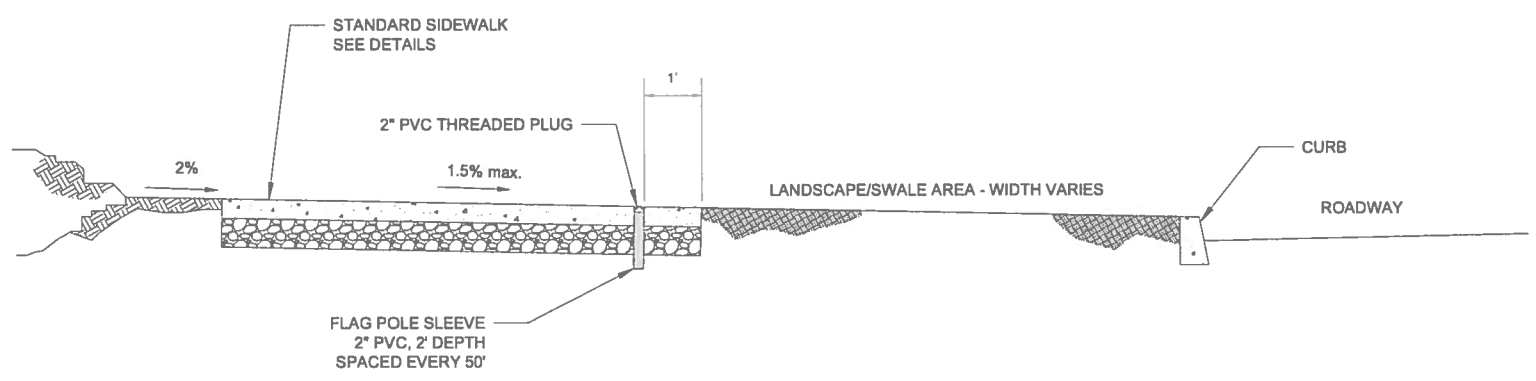 STANDARD SIDEWALK
SEE DETAILS
1'
2" PVC THREADED PLUG
CURB
2%
1.5% max.
LANDSCAPE/SWALE AREA - WIDTH VARIES
ROADWAY
FLAG POLE SLEEVE
2" PVC, 2' DEPTH
SPACED EVERY 50'